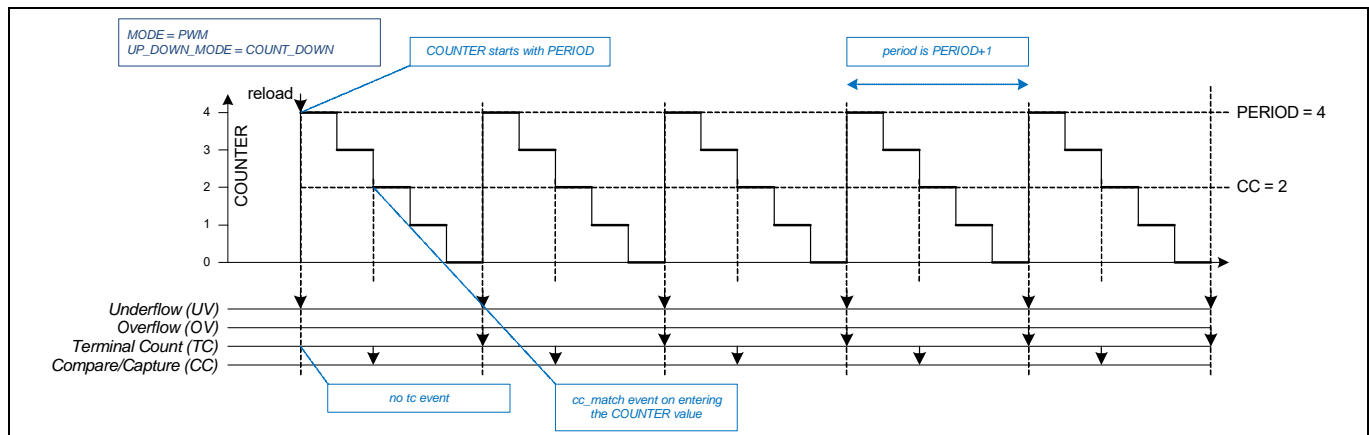 MODE = PWM
UP_DOWN_MODE = COUNT_DOWN
COUNTER starts with PERIOD
period is PERIOD+1
reload
4
3
2
1
0
COUNTER
PERIOD = 4
CC = 2
Underflow (UV)
Overflow (OV)
Terminal Count (TC)
Compare/Capture (CC)
no tc event
cc_match event on entering
the COUNTER value